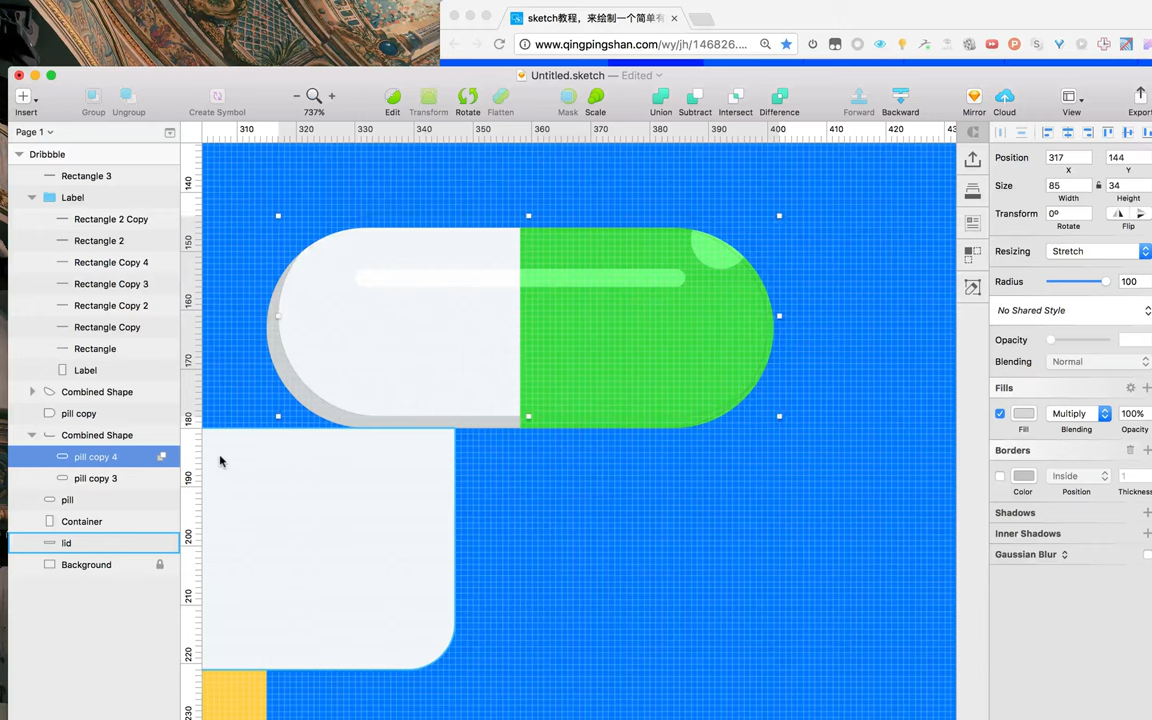 sketch教程，来绘制一个简单有
www.qingpingshan.com/wy/jh/146826....
Untitled.sketch — Edited
Insert Group Ungroup Create Symbol 737% Edit Transform Rotate Flatten Mask Scale Union Subtract Intersect Difference Forward Backward Mirror Cloud View Export
Page 1
310 320 330 340 350 360 370 380 390 400 410 420 43
Dribbble
Rectangle 3
Label
Rectangle 2 Copy
Rectangle 2
Rectangle Copy 4
Rectangle Copy 3
Rectangle Copy 2
Rectangle Copy
Rectangle
Label
Combined Shape
pill copy
Combined Shape
pill copy 4
pill copy 3
pill
Container
lid
Background
140
150
160
170
180
190
200
210
220
230
Position 317 144
X Y
Size 85 34
Width Height
Transform 0º
Rotate Flip
Resizing Stretch
Radius 100
No Shared Style
Opacity
Blending Normal
Fills
Multiply 100%
Fill Blending Opacity
Borders
Inside 1
Color Position Thickness
Shadows
Inner Shadows
Gaussian Blur